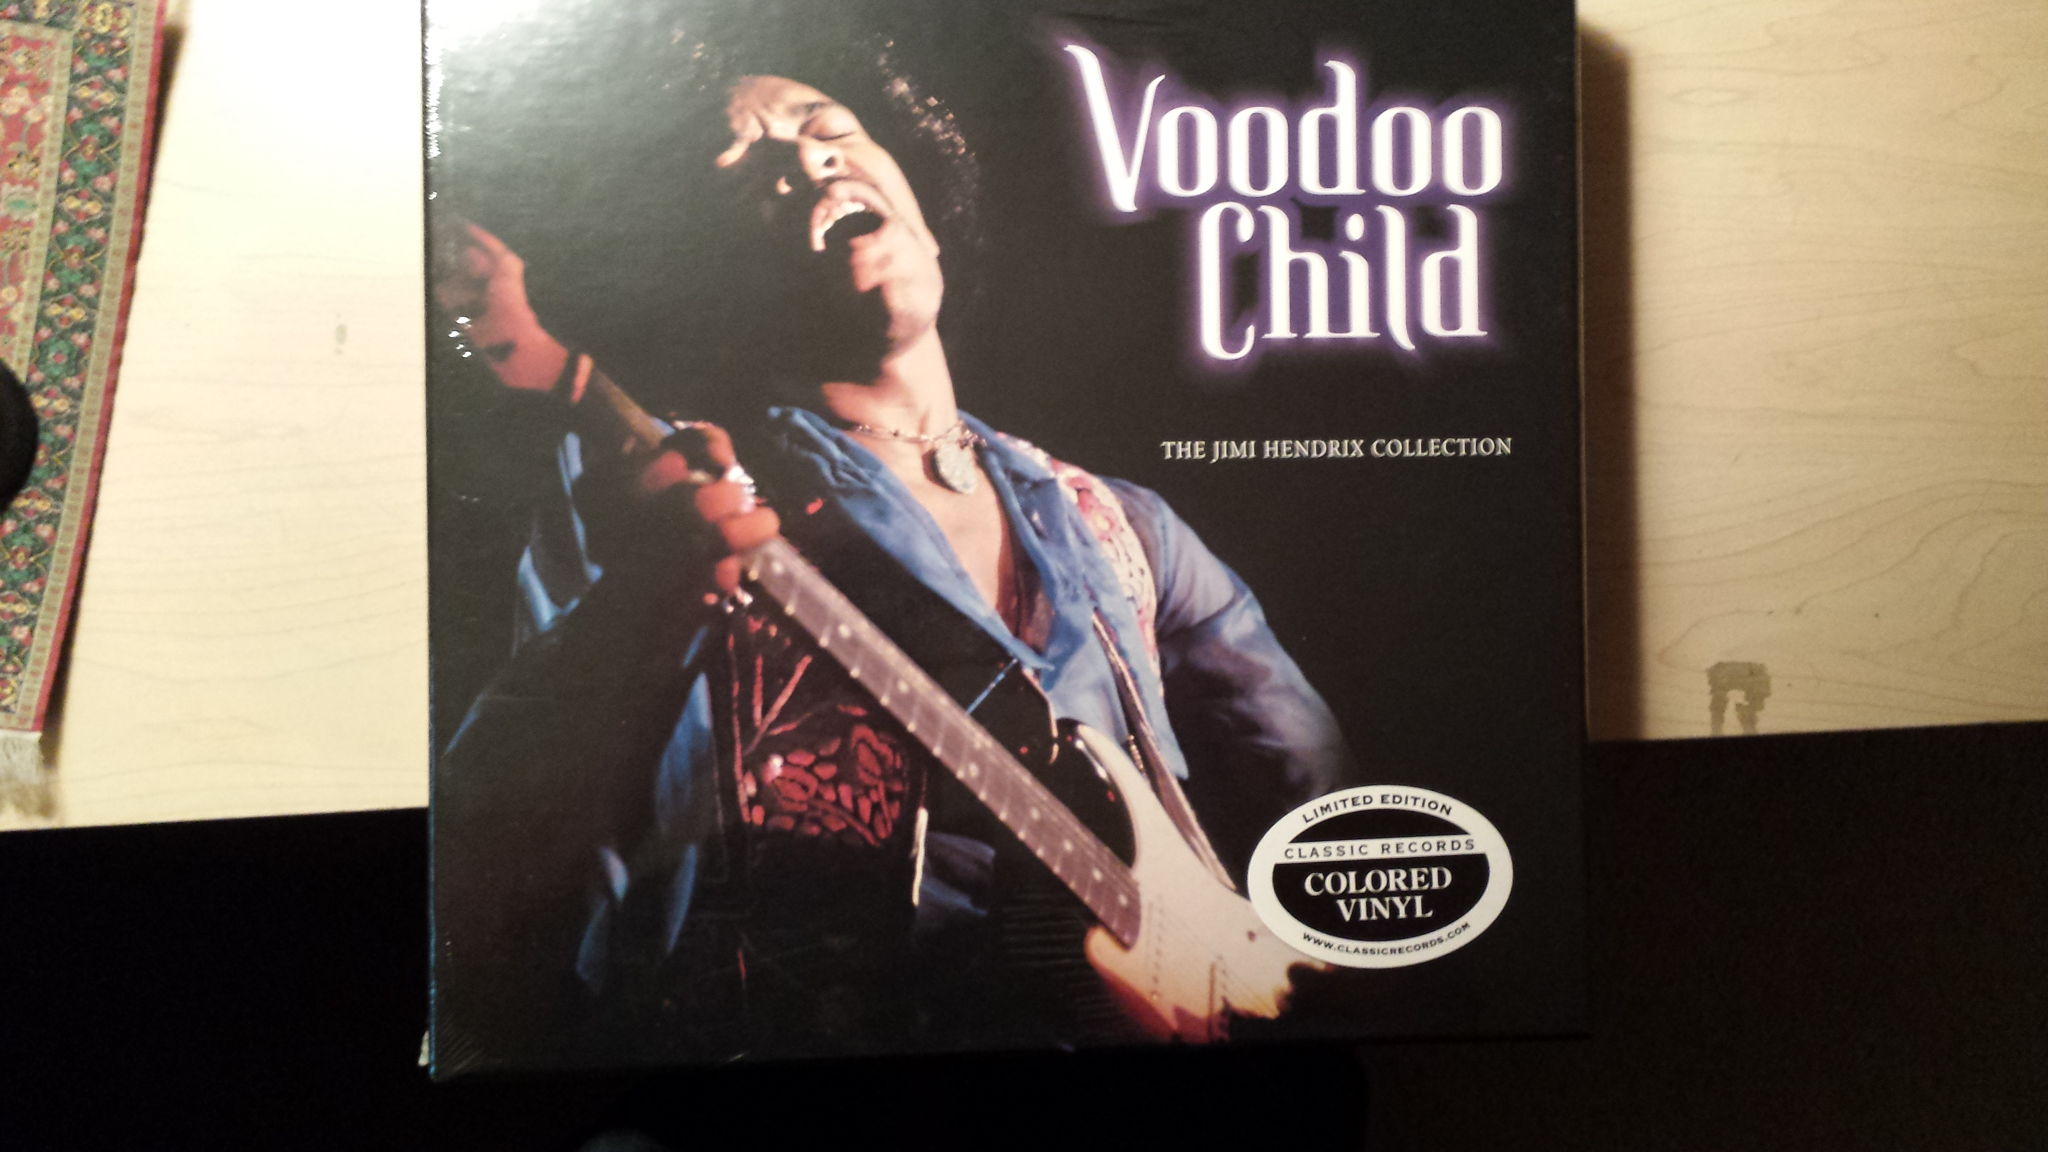 Voodoo
Child
THE JIMI HENDRIX COLLECTION
LIMITED EDITION
CLASSIC RECORDS
COLORED
VINYL
WWW.CLASSICRECORDS.COM